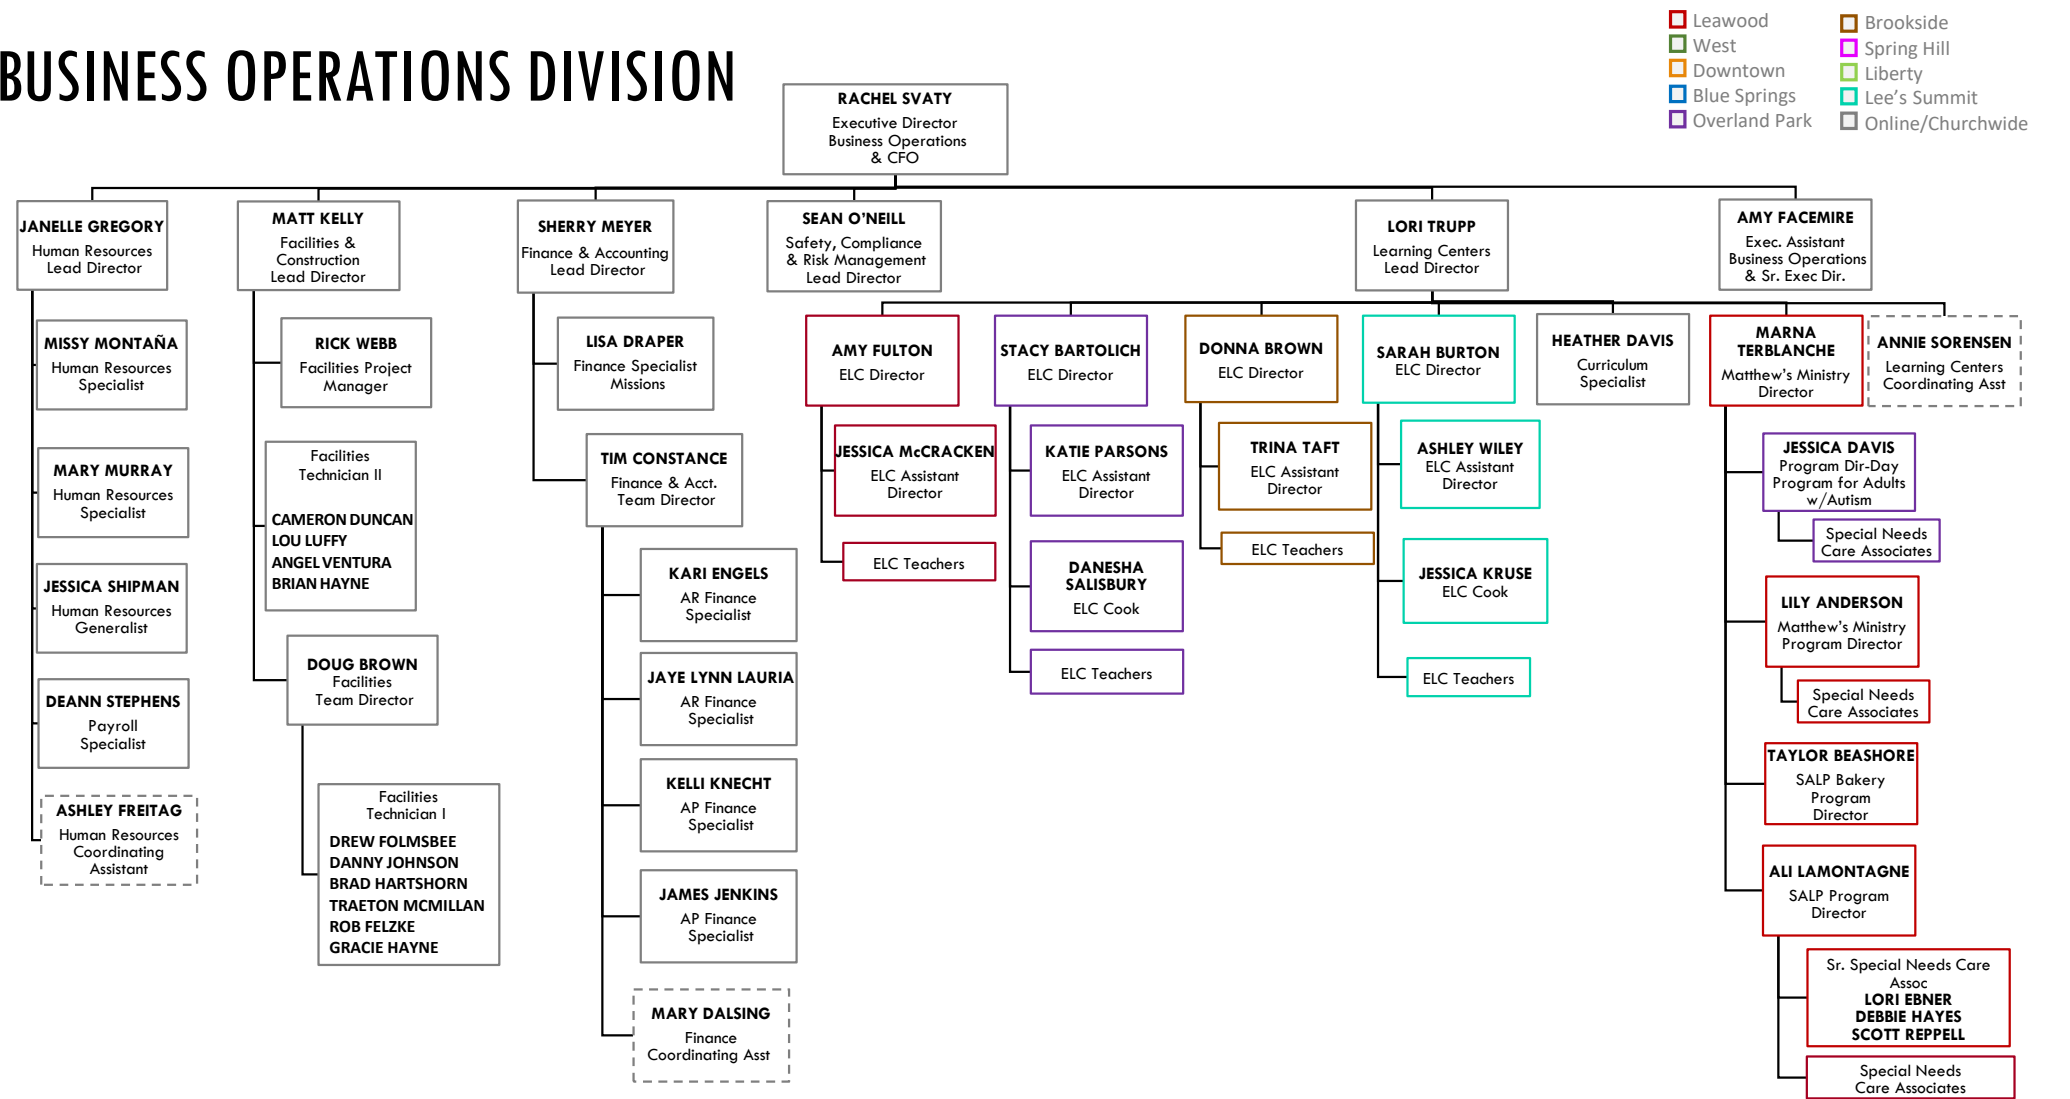 BUSINESS OPERATIONS DIVISION
Leawood
West
Downtown
Blue Springs
Overland Park
Brookside
Spring Hill
Liberty
Lee's Summit
Online/Churchwide
RACHEL SVATY
Executive Director
Business Operations
& CFO
JANELLE GREGORY
Human Resources
Lead Director
MATT KELLY
Facilities &
Construction
Lead Director
SHERRY MEYER
Finance & Accounting
Lead Director
SEAN O'NEILL
Safety, Compliance
& Risk Management
Lead Director
LORI TRUPP
Learning Centers
Lead Director
AMY FACEMIRE
Exec. Assistant
Business Operations
& Sr. Exec Dir.
MISSY MONTAÑA
Human Resources
Specialist
MARY MURRAY
Human Resources
Specialist
JESSICA SHIPMAN
Human Resources
Generalist
DEANN STEPHENS
Payroll
Specialist
ASHLEY FREITAG
Human Resources
Coordinating
Assistant
RICK WEBB
Facilities Project
Manager
Facilities
Technician II
CAMERON DUNCAN
LOU LUFFY
ANGEL VENTURA
BRIAN HAYNE
DOUG BROWN
Facilities
Team Director
Facilities
Technician I
DREW FOLMSBEE
DANNY JOHNSON
BRAD HARTSHORN
TRAETON MCMILLAN
ROB FELZKE
GRACIE HAYNE
LISA DRAPER
Finance Specialist
Missions
TIM CONSTANCE
Finance & Acct.
Team Director
KARI ENGELS
AR Finance
Specialist
JAYE LYNN LAURIA
AR Finance
Specialist
KELLI KNECHT
AP Finance
Specialist
JAMES JENKINS
AP Finance
Specialist
MARY DALSING
Finance
Coordinating Asst
AMY FULTON
ELC Director
JESSICA McCRACKEN
ELC Assistant
Director
ELC Teachers
STACY BARTOLICH
ELC Director
KATIE PARSONS
ELC Assistant
Director
DANESHA
SALISBURY
ELC Cook
ELC Teachers
DONNA BROWN
ELC Director
TRINA TAFT
ELC Assistant
Director
ELC Teachers
SARAH BURTON
ELC Director
ASHLEY WILEY
ELC Assistant
Director
JESSICA KRUSE
ELC Cook
ELC Teachers
HEATHER DAVIS
Curriculum
Specialist
MARNA
TERBLANCHE
Matthew's Ministry
Director
ANNIE SORENSEN
Learning Centers
Coordinating Asst
JESSICA DAVIS
Program Dir-Day
Program for Adults
w/Autism
Special Needs
Care Associates
LILY ANDERSON
Matthew's Ministry
Program Director
Special Needs
Care Associates
TAYLOR BEASHORE
SALP Bakery
Program
Director
ALI LAMONTAGNE
SALP Program
Director
Sr. Special Needs Care
Assoc
LORI EBNER
DEBBIE HAYES
SCOTT REPPELL
Special Needs
Care Associates